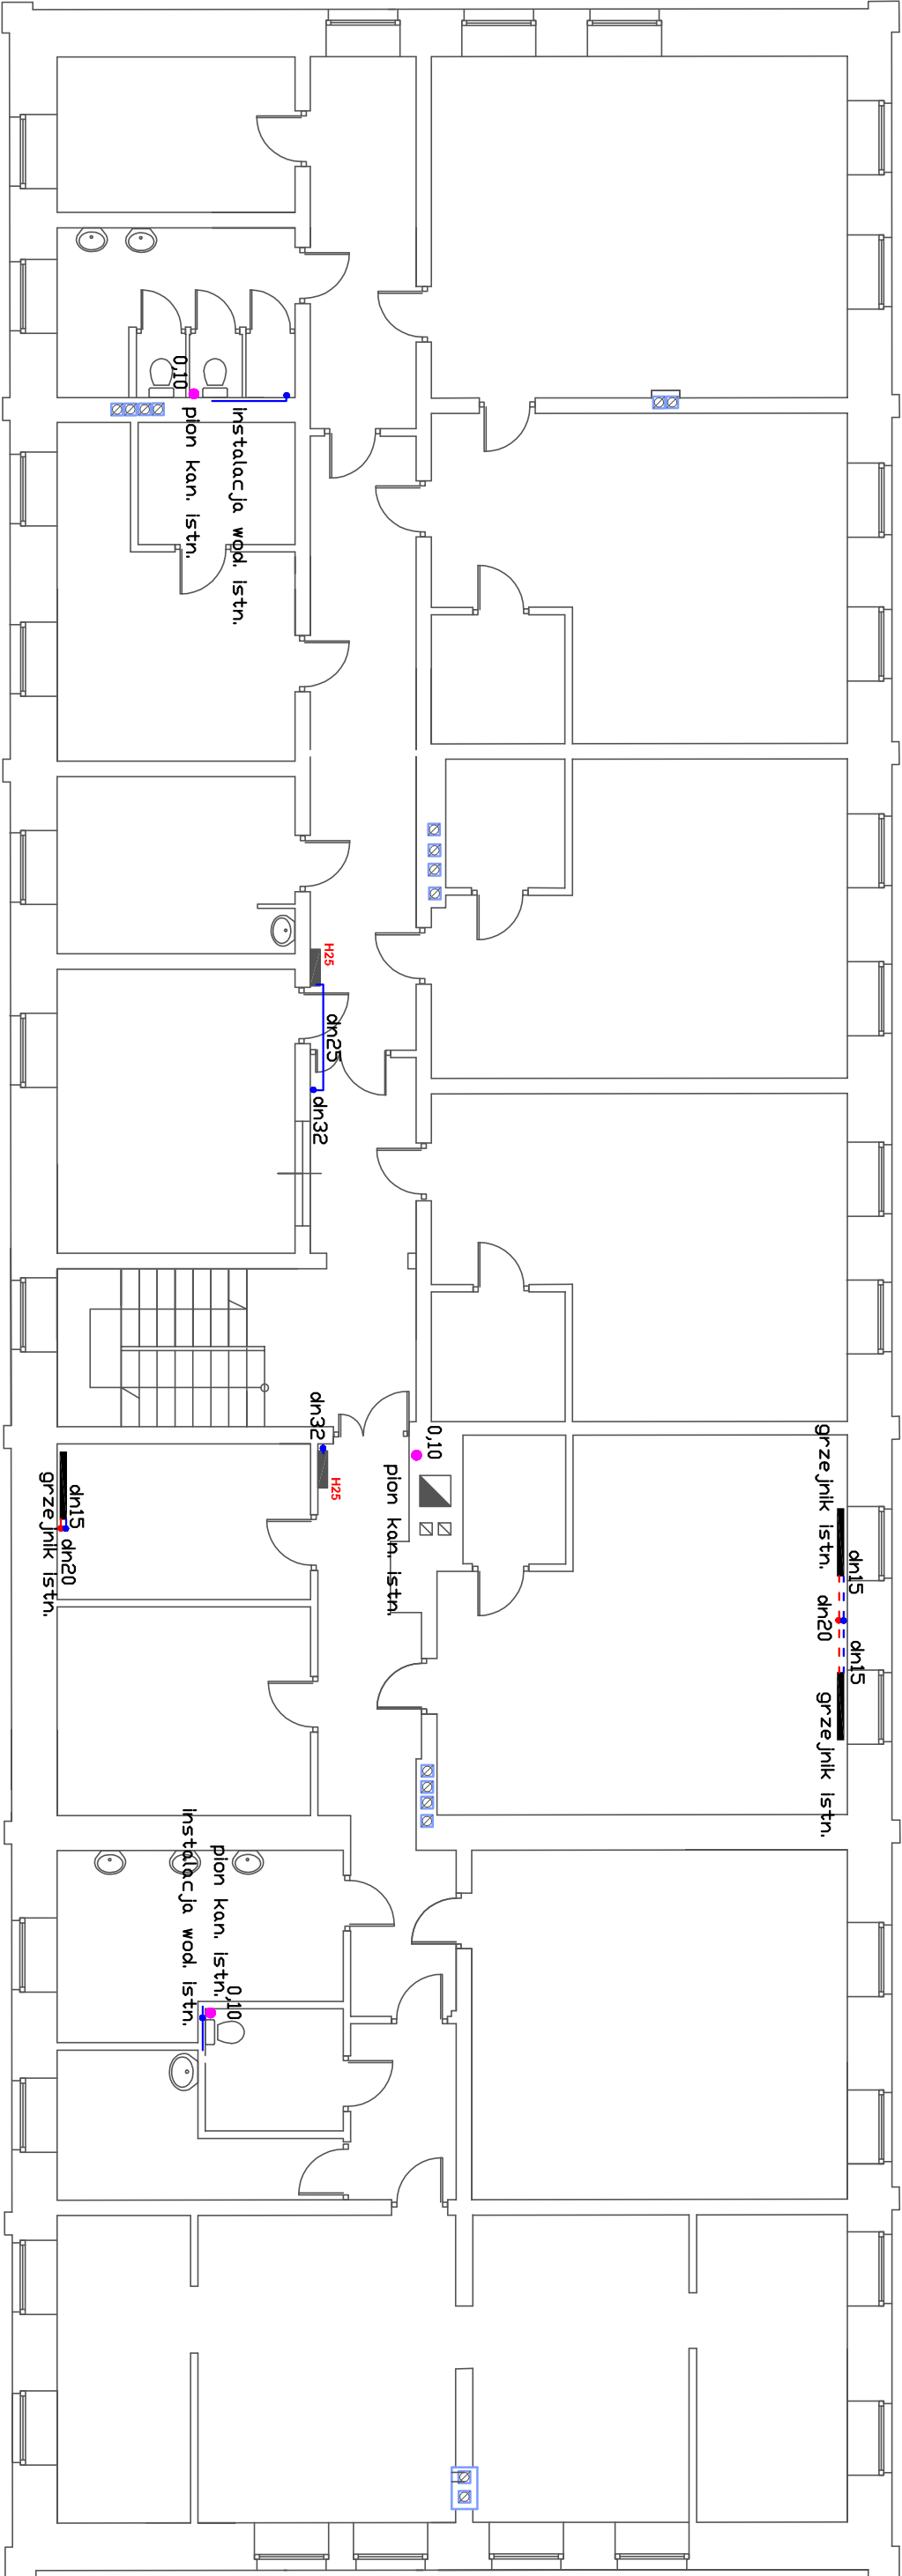 0,10
pion kan. istn.
instalacja wod. istn.
H25
dn25
dn32
dn32
H25
0,10
pion kan. istn.
dn15
dn20
grzejnik istn.
grzejnik istn.
dn15
dn20
dn15
grzejnik istn.
instalacja wod. istn.
pion kan. istn.
0,10